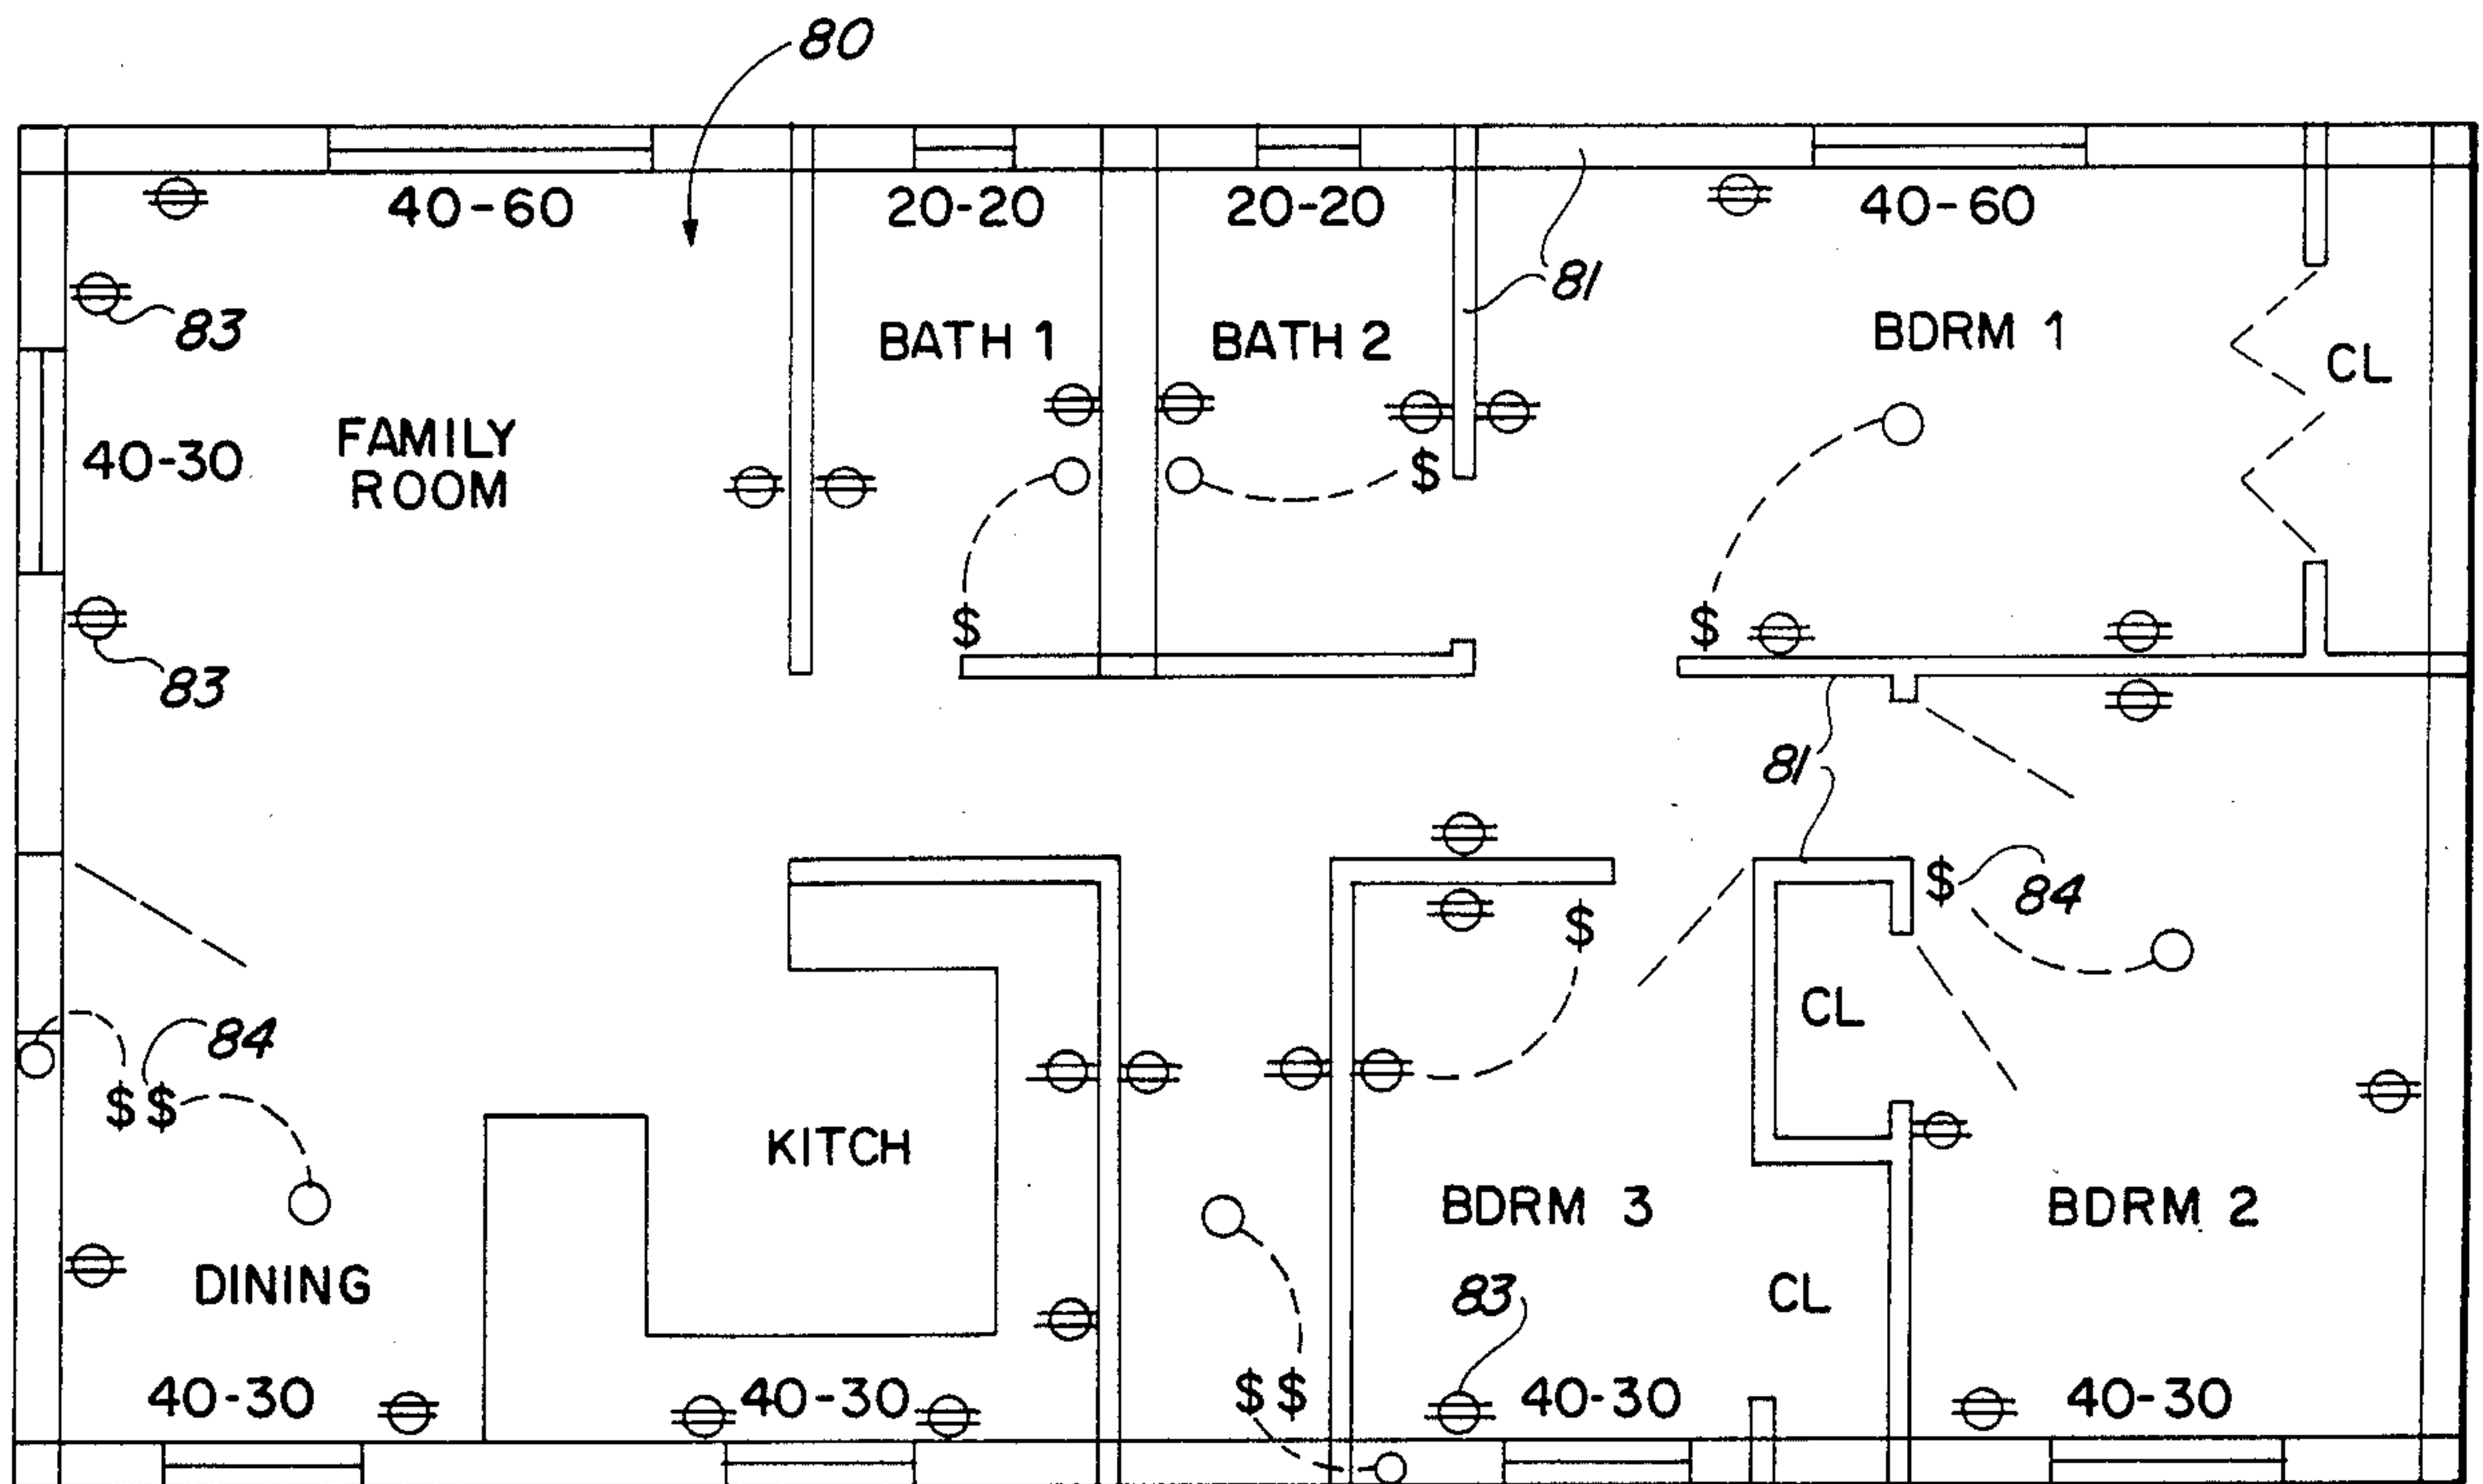 80
40-60
20-20
20-20
40-60
81
83
BATH 1
BATH 2
BDRM 1
CL
FAMILY
ROOM
40-30
$
$
$
83
81
$
84
$
CL
84
$$
KITCH
BDRM 3
BDRM 2
DINING
83
CL
40-30
40-30
$$
40-30
40-30